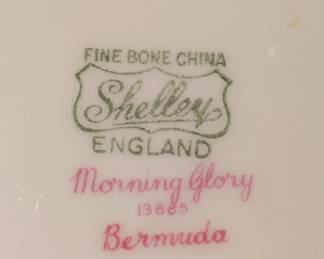 FINE BONE CHINA
Shelley
ENGLAND
Morning Glory
13885
Bermuda